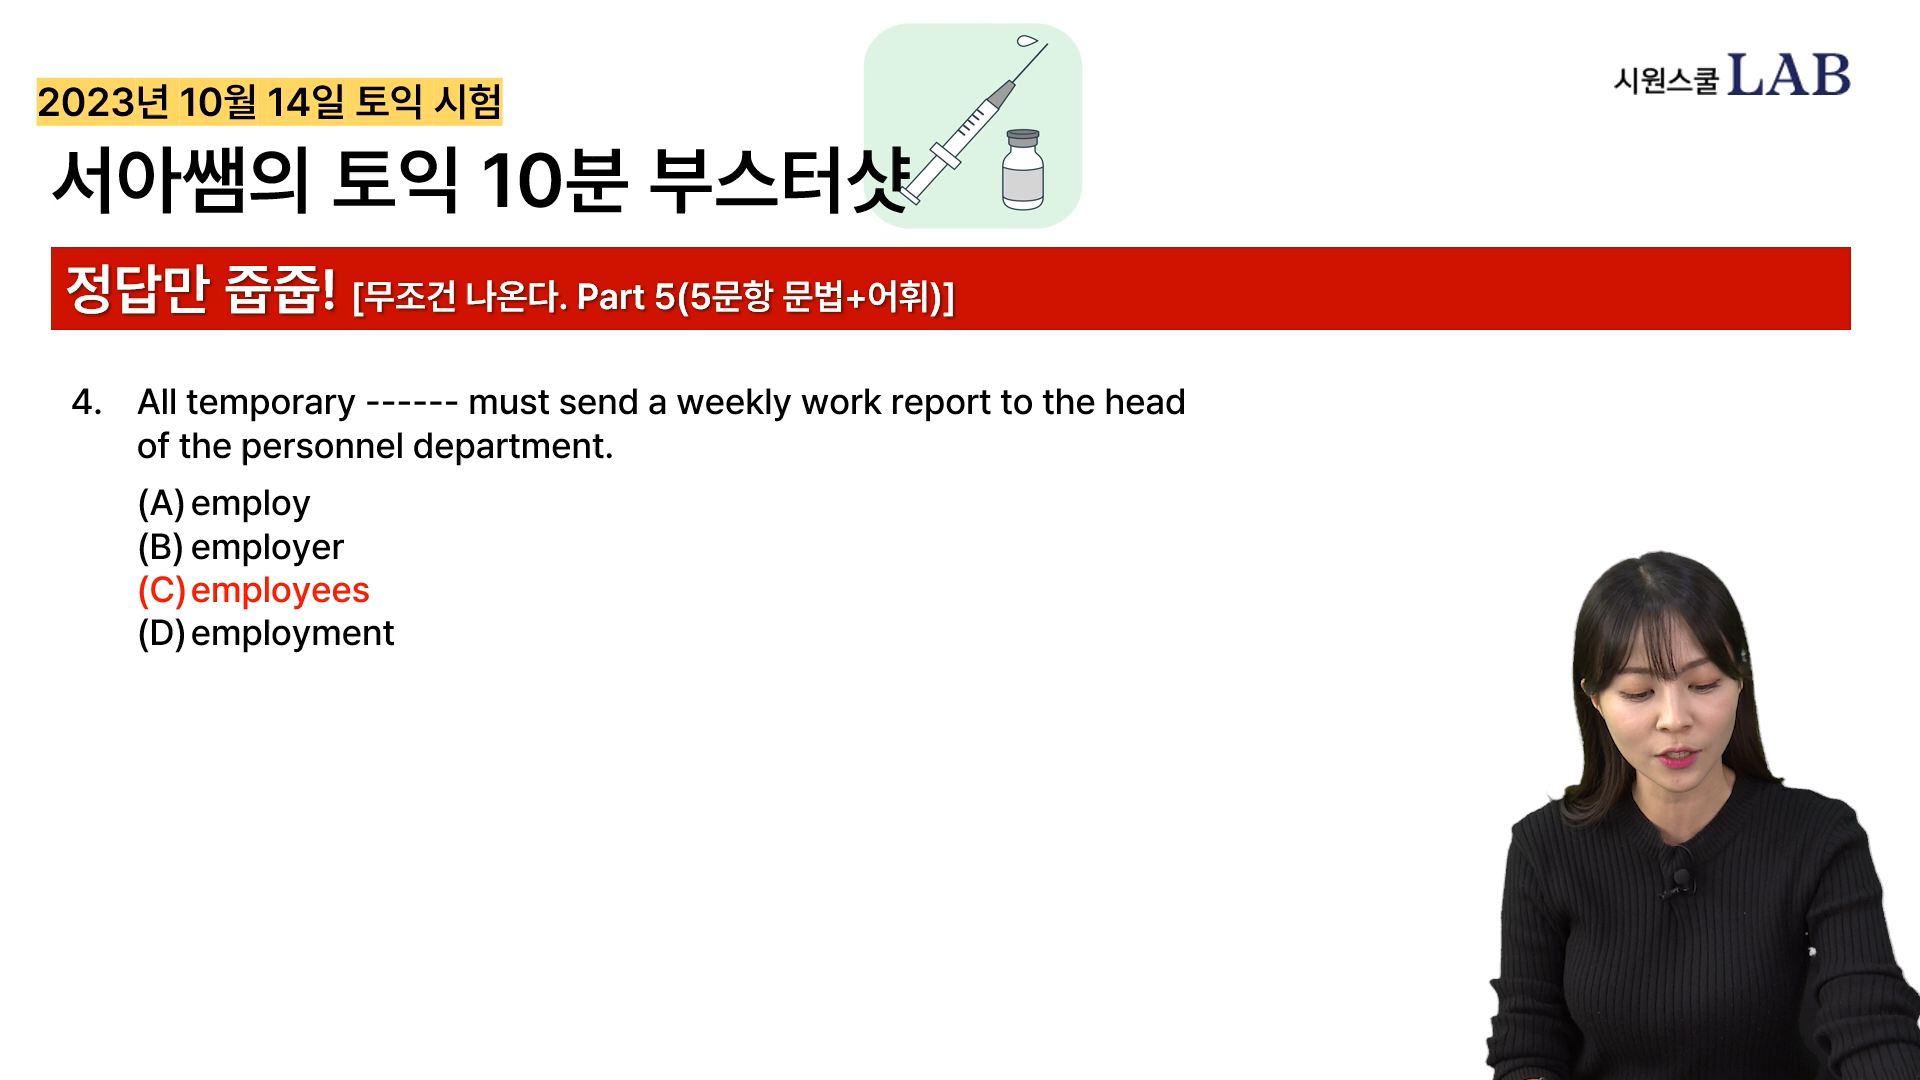 2023년 10월 14일 토익 시험
시원스쿨 LAB
서아쌤의 토익 10분 부스터샷
정답만 줍줍! [무조건 나온다. Part 5(5문항 문법+어휘)]
4. All temporary ------ must send a weekly work report to the head
of the personnel department.
(A) employ
(B) employer
(C) employees
(D) employment